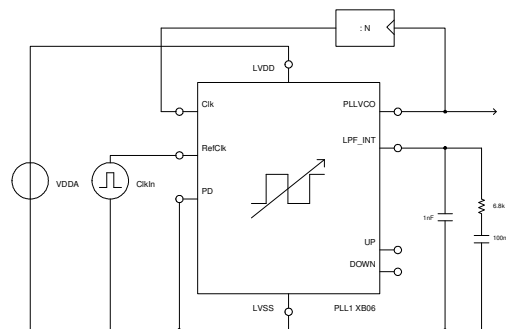 : N
LVDD
Clk
PLLVCO
LPF_INT
RefClk
VDDA
ClkIn
PD
6.8k
1nF
100n
UP
DOWN
LVSS
PLL1 XB06